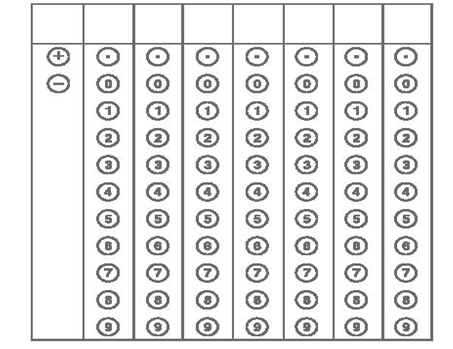 + . . . . . . .
− 0 0 0 0 0 0 0
1 1 1 1 1 1 1
2 2 2 2 2 2 2
3 3 3 3 3 3 3
4 4 4 4 4 4 4
5 5 5 5 5 5 5
6 6 6 6 6 6 6
7 7 7 7 7 7 7
8 8 8 8 8 8 8
9 9 9 9 9 9 9